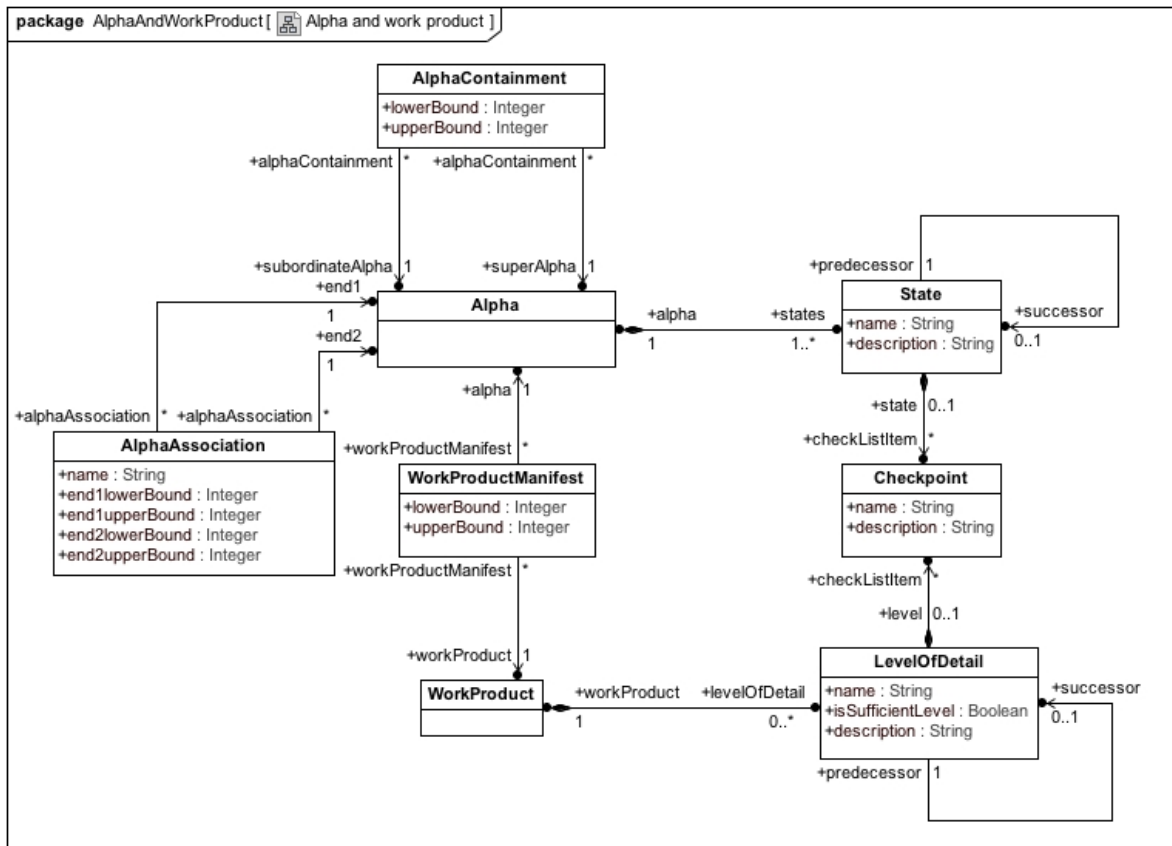 package AlphaAndWorkProduct [ Alpha and work product ]
AlphaContainment
+lowerBound : Integer
+upperBound : Integer
+alphaContainment * +alphaContainment *
+subordinateAlpha 1 +superAlpha 1
+end1
1
+end2
1
Alpha
+alpha +states
1 1..*
+predecessor 1
State
+name : String
+description : String
+successor
0..1
+alpha 1
+state 0..1
+alphaAssociation * +alphaAssociation *
+checkListItem *
AlphaAssociation
+name : String
+end1lowerBound : Integer
+end1upperBound : Integer
+end2lowerBound : Integer
+end2upperBound : Integer
+workProductManifest *
WorkProductManifest
+lowerBound : Integer
+upperBound : Integer
+workProductManifest *
Checkpoint
+name : String
+description : String
+checkListItem *
+level 0..1
+workProduct 1
WorkProduct
+workProduct +levelOfDetail
1 0..*
LevelOfDetail
+name : String
+isSufficientLevel : Boolean
+description : String
+successor
0..1
+predecessor 1